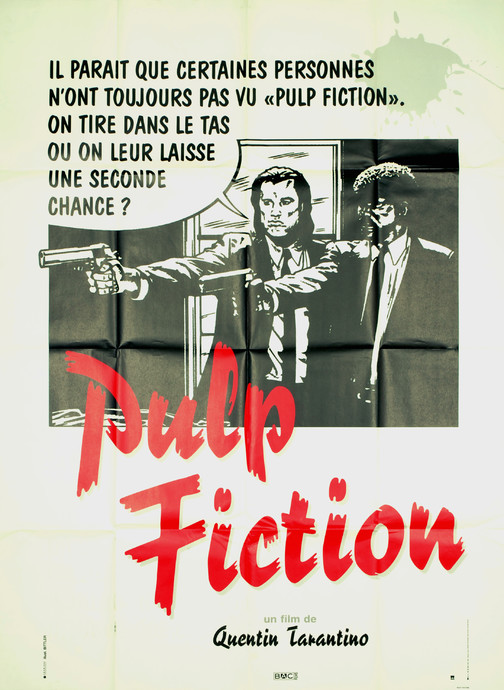 IL PARAIT QUE CERTAINES PERSONNES
N'ONT TOUJOURS PAS VU «PULP FICTION».
ON TIRE DANS LE TAS
OU ON LEUR LAISSE
UNE SECONDE
CHANCE ?
Pulp
Fiction
un film de
Quentin Tarantino
BAC